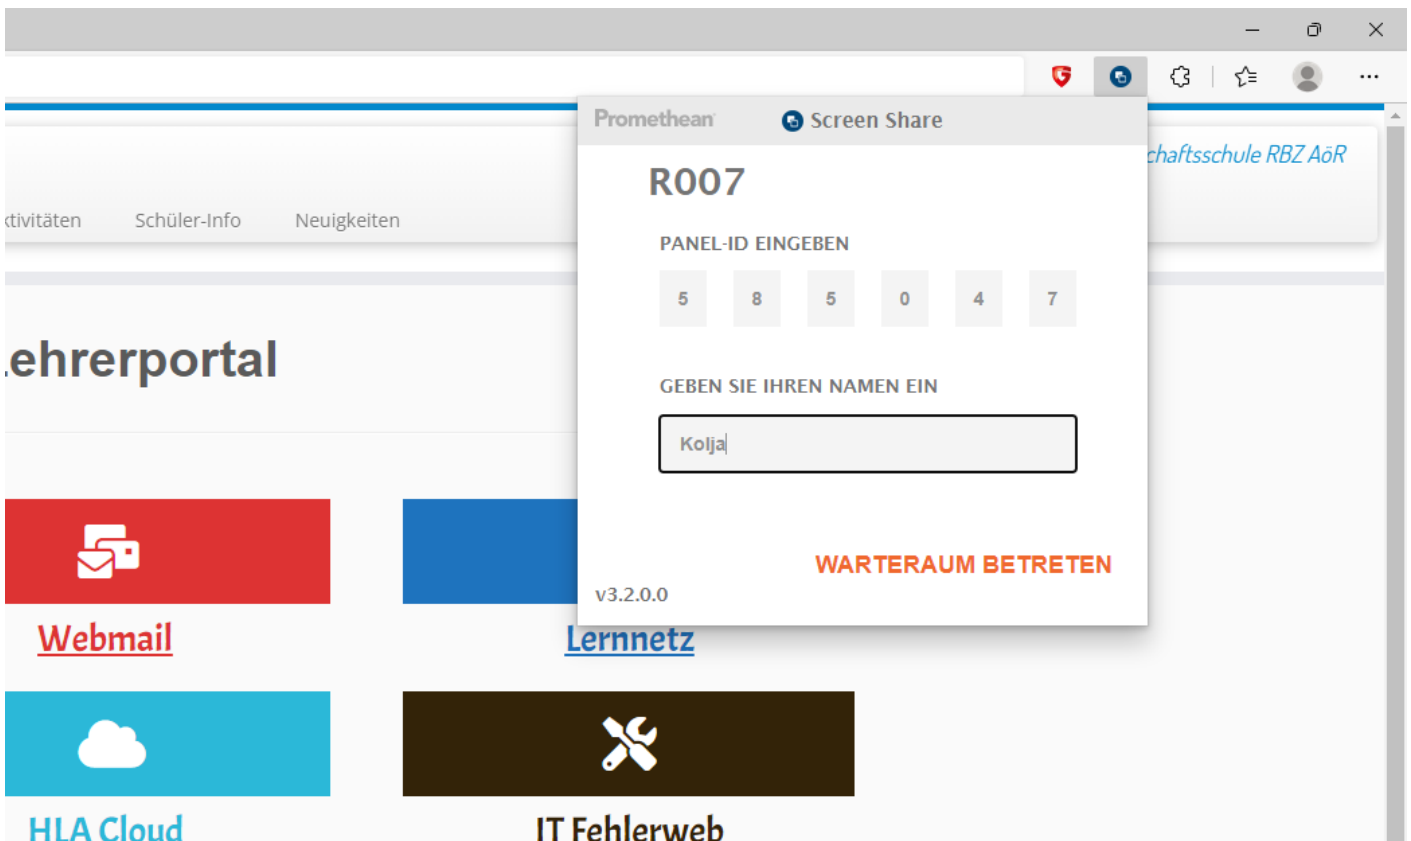 Promethean Screen Share
chaftsschule RBZ AöR
R007
ktivitäten Schüler-Info Neuigkeiten
PANEL-ID EINGEBEN
5 8 5 0 4 7
ehrerportal
GEBEN SIE IHREN NAMEN EIN
Kolja
WARTERAUM BETRETEN
v3.2.0.0
Webmail Lernnetz
HLA Cloud IT Fehlerweb